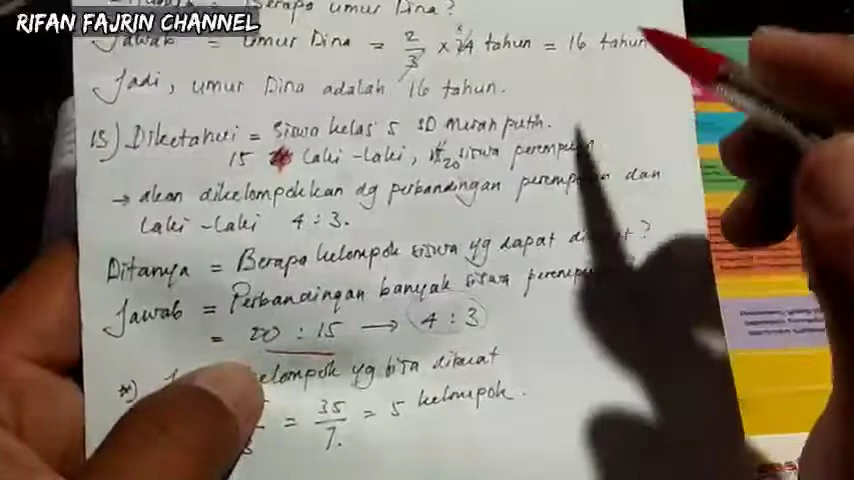 RIFAN FAJRIN CHANNEL
= Berapa umur Dina?
Jawab = Umur Dina = 2/3 x 24 8 tahun = 16 tahun
Jadi, umur Dina adalah 16 tahun.
15) Diketahui = Siswa kelas 5 SD merah putih.
15 laki-laki, 20 siswa perempuan
→ akan dikelompokkan dg perbandingan perempuan dan
laki-laki 4 : 3.
Ditanya = Berapa kelompok siswa yg dapat ?
Jawab = Perbandingan banyak siswa
= 20 : 15 → 4 : 3
*) kelompok yg bisa dibuat
= 35/7 = 5 kelompok.